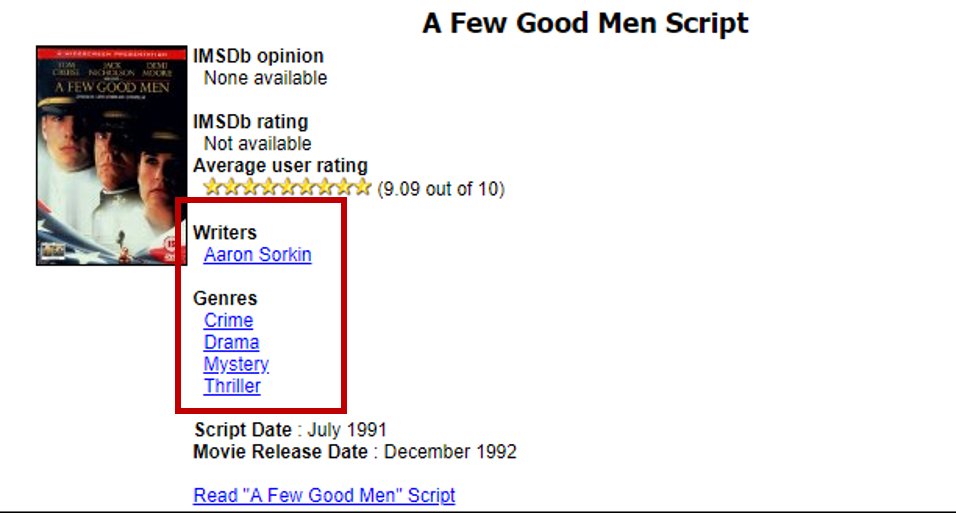 A Few Good Men Script
A WIDESCREEN PRESENTATION
TOM CRUISE JACK NICHOLSON DEMI MOORE
A FEW GOOD MEN
IMSDb opinion
None available
IMSDb rating
Not available
Average user rating
(9.09 out of 10)
Writers
Aaron Sorkin
Genres
Crime
Drama
Mystery
Thriller
Script Date : July 1991
Movie Release Date : December 1992
Read "A Few Good Men" Script